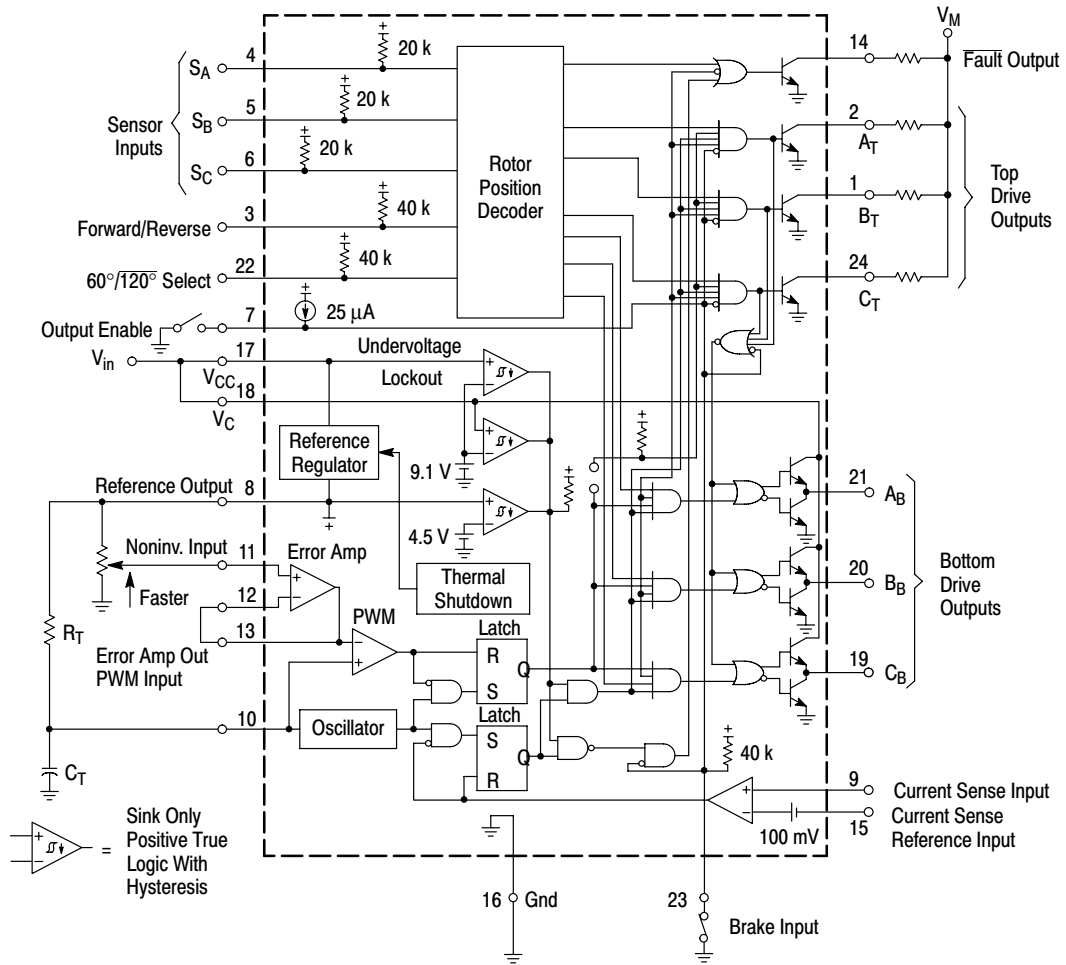 V_M
14
20 k
4
S_A
Fault Output
5
20 k
S_B
Sensor
Inputs
2
A_T
6
20 k
S_C
Rotor
Position
Decoder
1
B_T
Top
Drive
Outputs
3
40 k
Forward/Reverse
22
40 k
60°/120° Select
24
C_T
7
25 μA
Output Enable
V_in
17
V_CC
Undervoltage
Lockout
18
V_C
Reference
Regulator
9.1 V
Reference Output
8
4.5 V
21
A_B
Noninv. Input
11
Error Amp
Faster
12
Thermal
Shutdown
20
B_B
Bottom
Drive
Outputs
R_T
13
PWM
Error Amp Out
PWM Input
Latch
R
Q
S
19
C_B
10
Oscillator
Latch
S
Q
R
40 k
C_T
9
Current Sense Input
100 mV
15
Current Sense
Reference Input
=
Sink Only
Positive True
Logic With
Hysteresis
16
Gnd
23
Brake Input